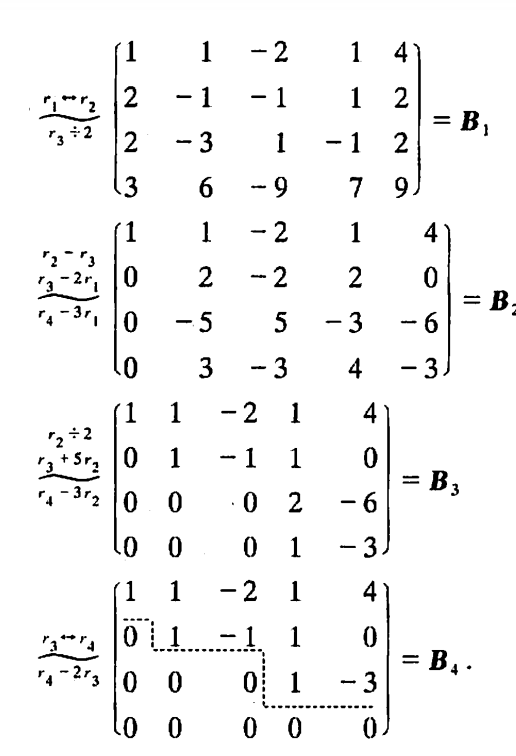 1 1 -2 1 4
r₁↔r₂ 2 -1 -1 1 2
r₃÷2 2 -3 1 -1 2 = B₁
3 6 -9 7 9
1 1 -2 1 4
r₂-r₃ 0 2 -2 2 0
r₃-2r₁ = B₂
r₄-3r₁ 0 -5 5 -3 -6
0 3 -3 4 -3
1 1 -2 1 4
r₂÷2
r₃+5r₂ 0 1 -1 1 0
r₄-3r₂ 0 0 0 2 -6 = B₃
0 0 0 1 -3
1 1 -2 1 4
r₃↔r₄ 0 1 -1 1 0
r₄-2r₃ 0 0 0 1 -3 = B₄.
0 0 0 0 0